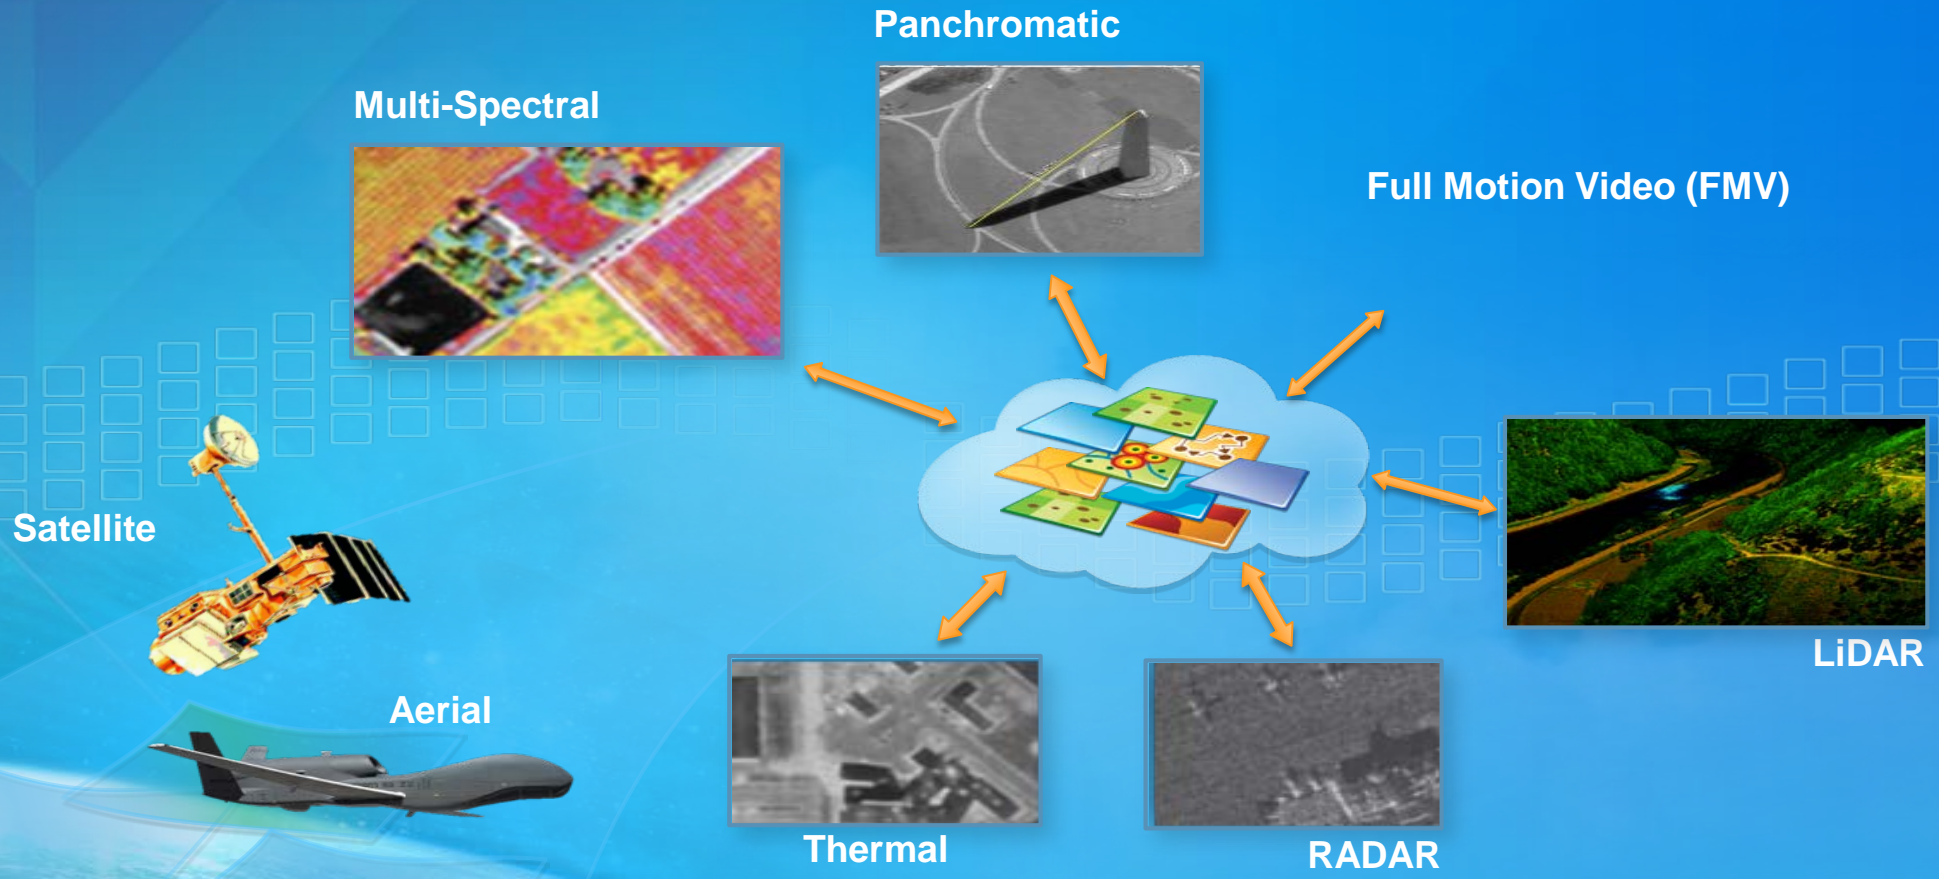 Panchromatic
Multi-Spectral
Full Motion Video (FMV)
Satellite
LiDAR
Aerial
Thermal
RADAR